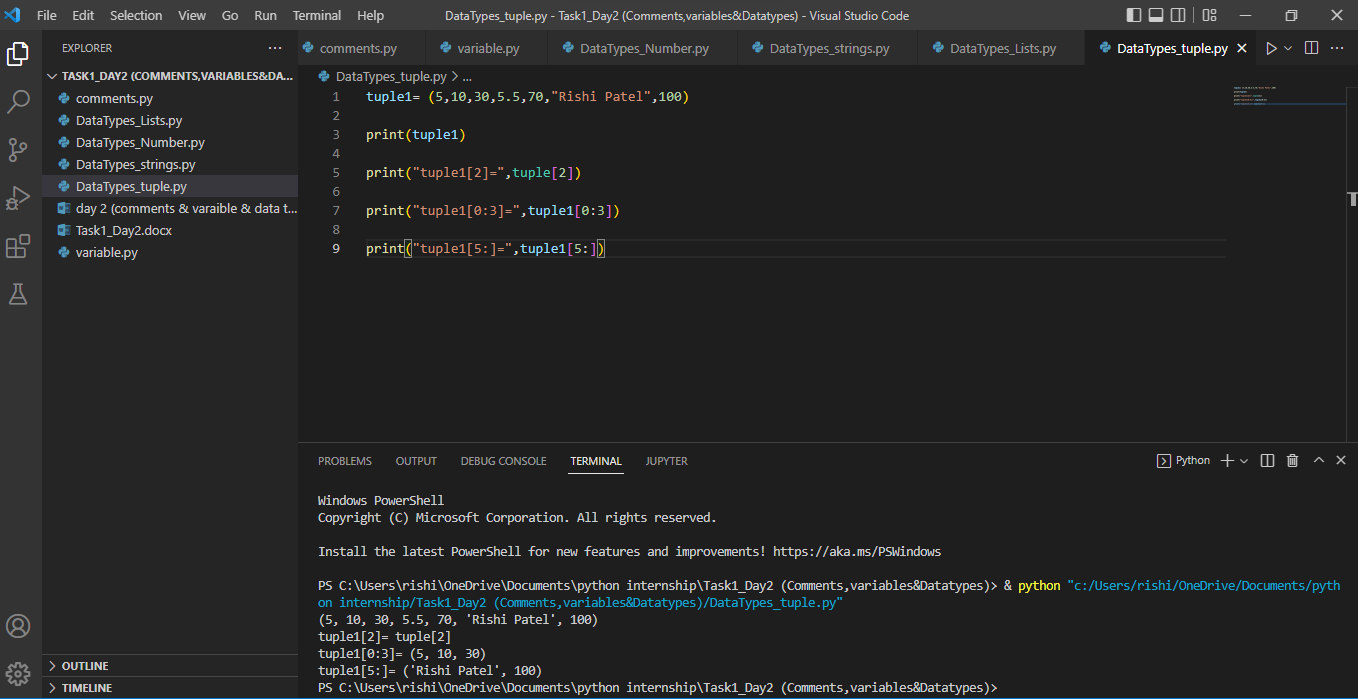 File Edit Selection View Go Run Terminal Help DataTypes_tuple.py - Task1_Day2 (Comments,variables&Datatypes) - Visual Studio Code
EXPLORER ...
comments.py variable.py DataTypes_Number.py DataTypes_strings.py DataTypes_Lists.py DataTypes_tuple.py
TASK1_DAY2 (COMMENTS,VARIABLES&DA...
comments.py
DataTypes_Lists.py
DataTypes_Number.py
DataTypes_strings.py
DataTypes_tuple.py
day 2 (comments & varaible & data t...
Task1_Day2.docx
variable.py
OUTLINE
TIMELINE
DataTypes_tuple.py > ...
1 tuple1= (5,10,30,5.5,70,"Rishi Patel",100)
2
3 print(tuple1)
4
5 print("tuple1[2]=",tuple[2])
6
7 print("tuple1[0:3]=",tuple1[0:3])
8
9 print("tuple1[5:]=",tuple1[5:])
PROBLEMS OUTPUT DEBUG CONSOLE TERMINAL JUPYTER Python
Windows PowerShell
Copyright (C) Microsoft Corporation. All rights reserved.
Install the latest PowerShell for new features and improvements! https://aka.ms/PSWindows
PS C:\Users\rishi\OneDrive\Documents\python internship\Task1_Day2 (Comments,variables&Datatypes)> & python "c:/Users/rishi/OneDrive/Documents/pyth
on internship/Task1_Day2 (Comments,variables&Datatypes)/DataTypes_tuple.py"
(5, 10, 30, 5.5, 70, 'Rishi Patel', 100)
tuple1[2]= tuple[2]
tuple1[0:3]= (5, 10, 30)
tuple1[5:]= ('Rishi Patel', 100)
PS C:\Users\rishi\OneDrive\Documents\python internship\Task1_Day2 (Comments,variables&Datatypes)>